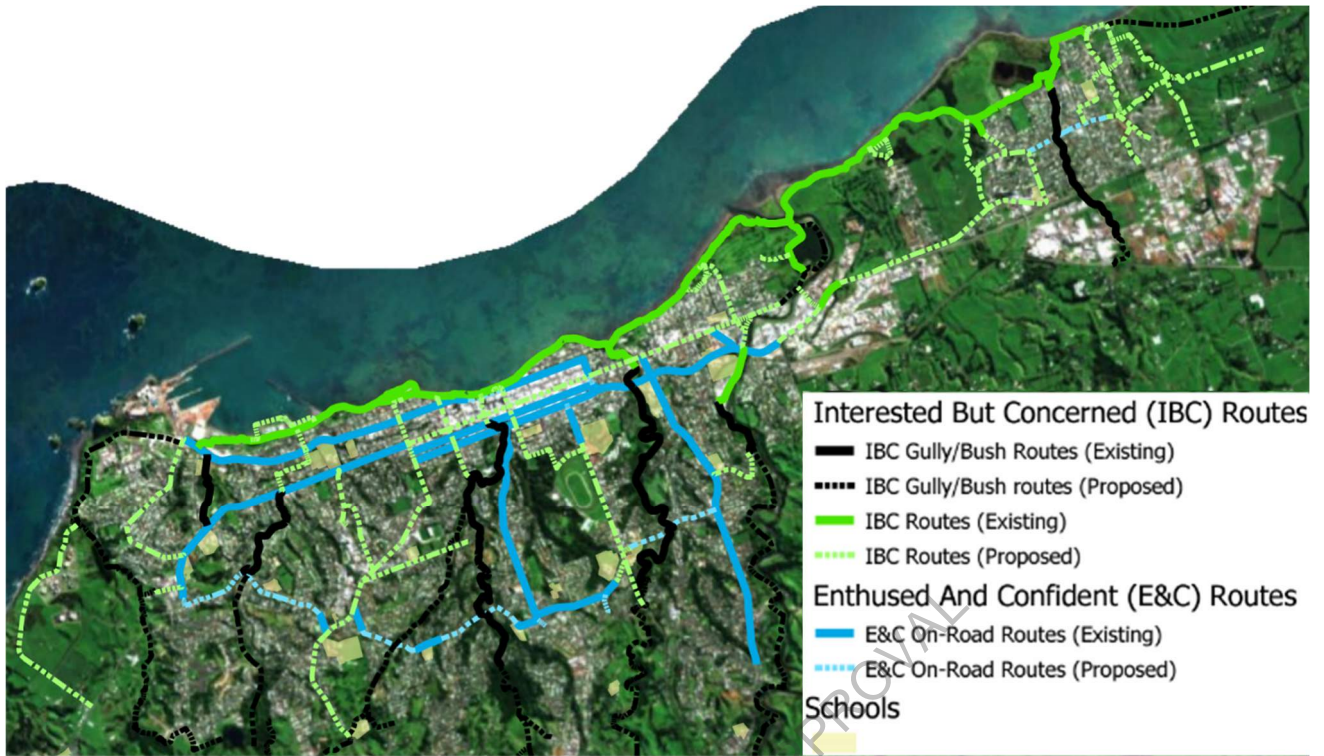 Interested But Concerned (IBC) Routes
IBC Gully/Bush Routes (Existing)
IBC Gully/Bush routes (Proposed)
IBC Routes (Existing)
IBC Routes (Proposed)
Enthused And Confident (E&C) Routes
E&C On-Road Routes (Existing)
E&C On-Road Routes (Proposed)
Schools
PROVAL